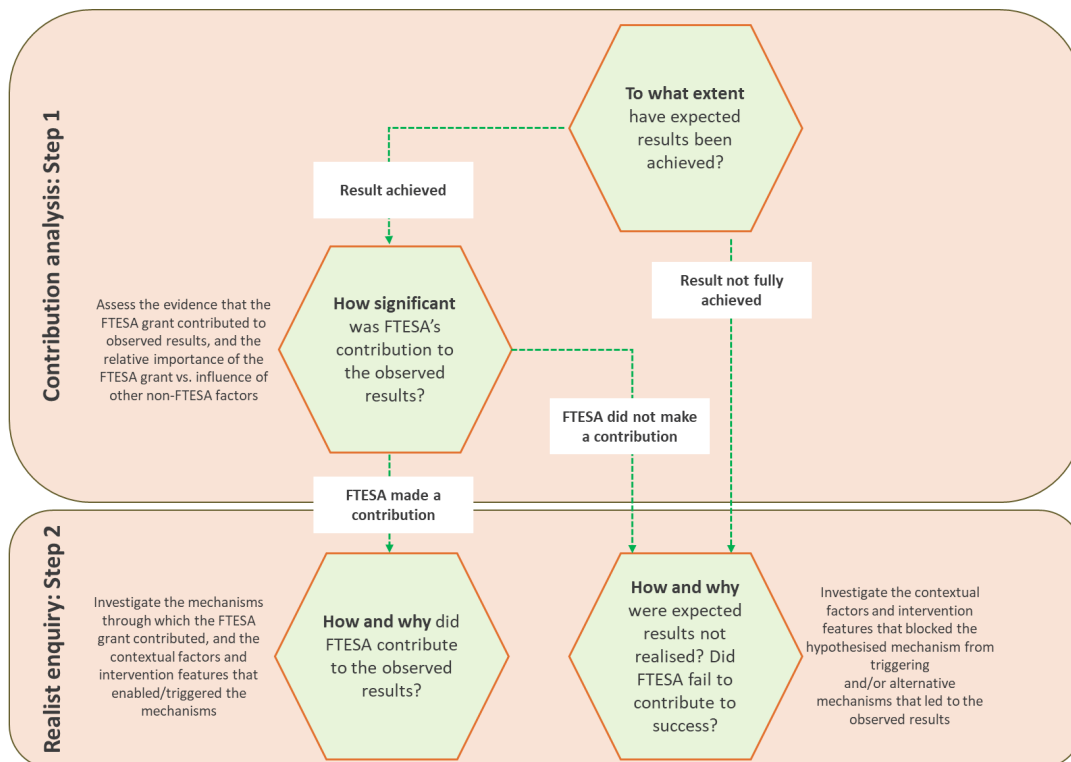 Contribution analysis: Step 1
To what extent
have expected
results been
achieved?
Result achieved
Result not fully
achieved
Assess the evidence that the
FTESA grant contributed to
observed results, and the
relative importance of the
FTESA grant vs. influence of
other non-FTESA factors
How significant
was FTESA’s
contribution to
the observed
results?
FTESA did not make
a contribution
FTESA made a
contribution
Realist enquiry: Step 2
Investigate the mechanisms
through which the FTESA
grant contributed, and the
contextual factors and
intervention features that
enabled/triggered the
mechanisms
How and why did
FTESA contribute
to the observed
results?
How and why
were expected
results not
realised? Did
FTESA fail to
contribute to
success?
Investigate the contextual
factors and intervention
features that blocked the
hypothesised mechanism from
triggering
and/or alternative
mechanisms that led to the
observed results